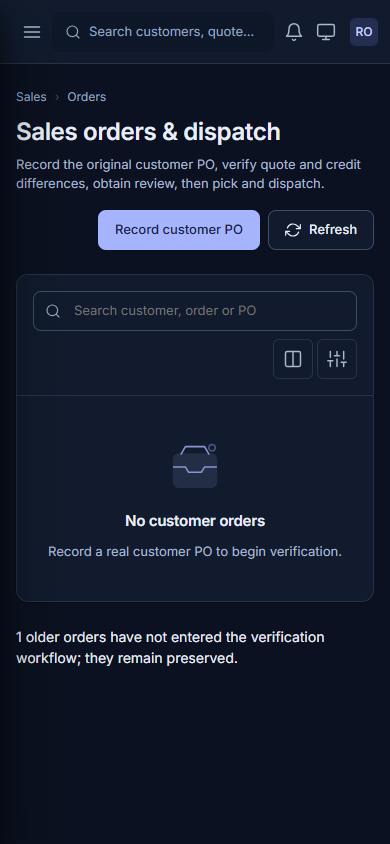 Search customers, quote...
RO
Sales › Orders
Sales orders & dispatch
Record the original customer PO, verify quote and credit
differences, obtain review, then pick and dispatch.
Record customer PO
Refresh
Search customer, order or PO
No customer orders
Record a real customer PO to begin verification.
1 older orders have not entered the verification
workflow; they remain preserved.